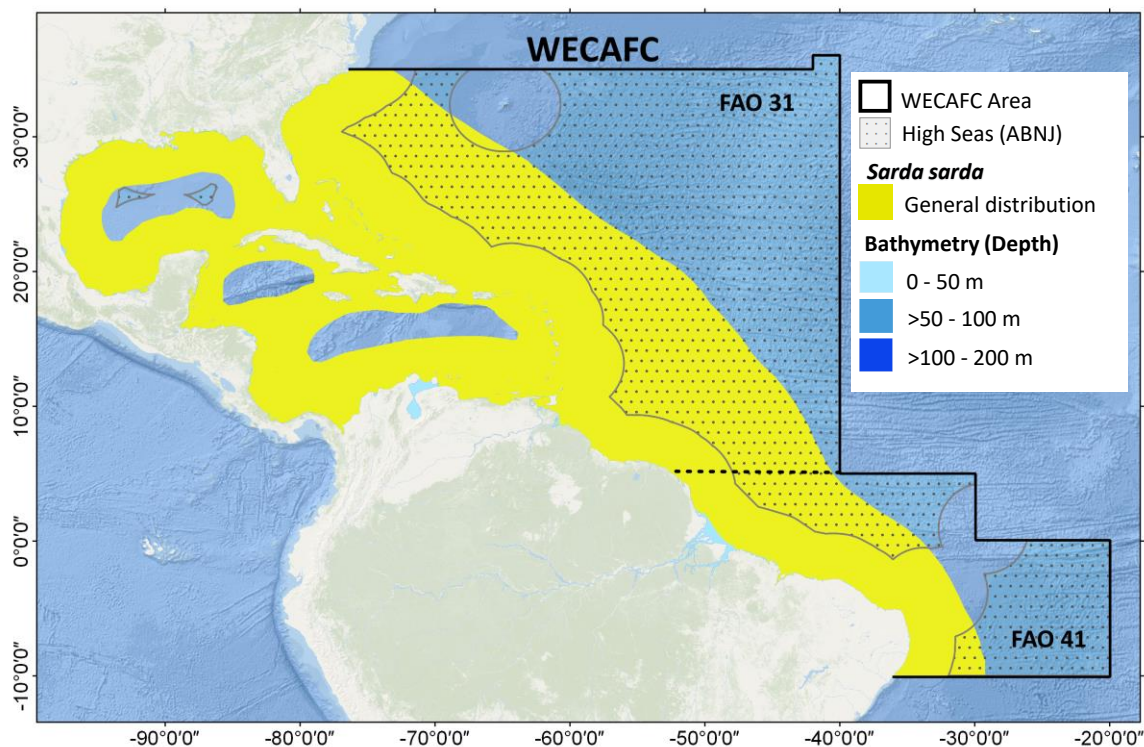 WECAFC
FAO 31
WECAFC Area
High Seas (ABNJ)
Sarda sarda
General distribution
Bathymetry (Depth)
0 - 50 m
>50 - 100 m
>100 - 200 m
FAO 41
30°0'0"
20°0'0"
10°0'0"
0°0'0"
-10°0'0"
-90°0'0"
-80°0'0"
-70°0'0"
-60°0'0"
-50°0'0"
-40°0'0"
-30°0'0"
-20°0'0"